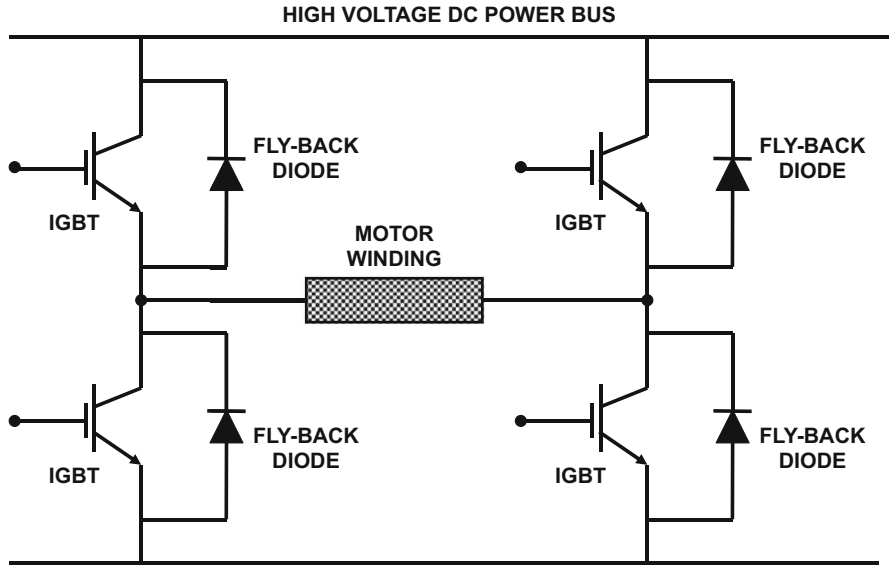 HIGH VOLTAGE DC POWER BUS
FLY-BACK
DIODE
IGBT
FLY-BACK
DIODE
IGBT
MOTOR
WINDING
FLY-BACK
DIODE
IGBT
FLY-BACK
DIODE
IGBT